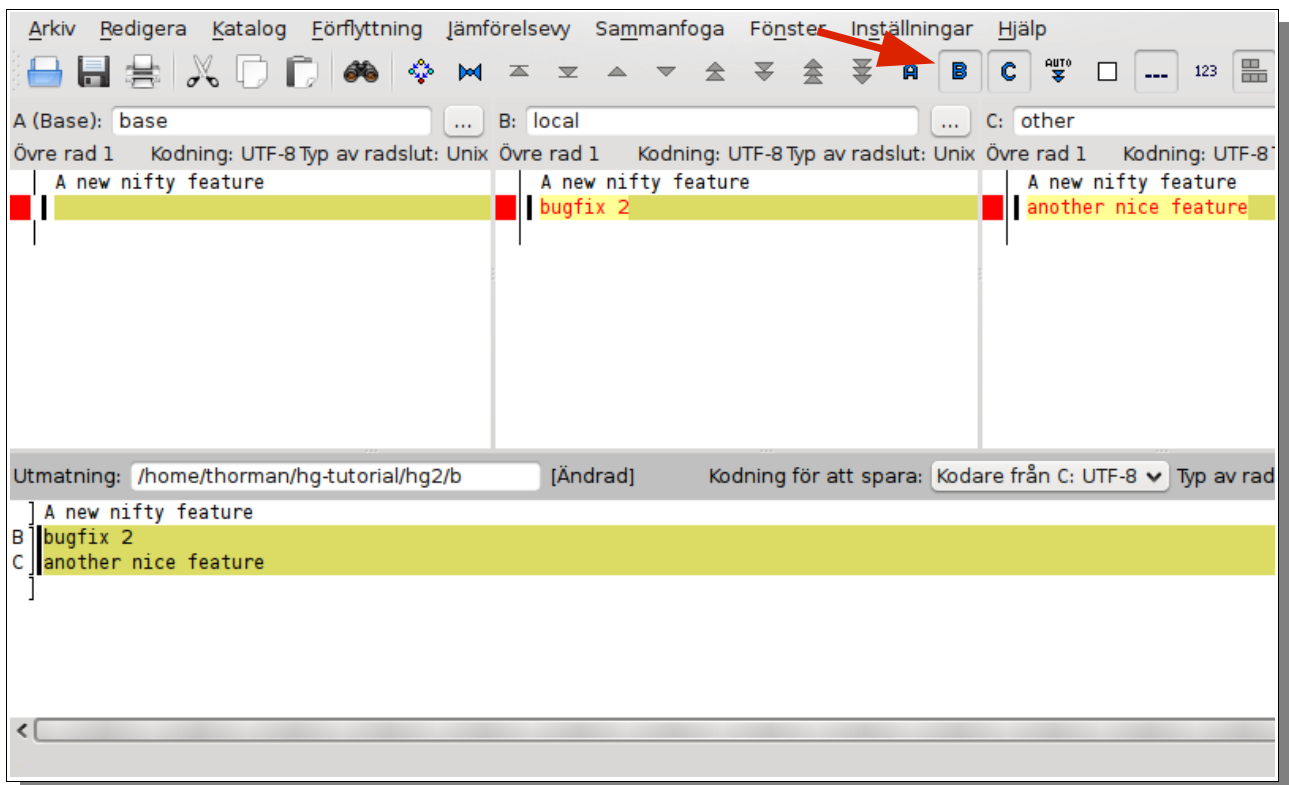 Arkiv Redigera Katalog Förflyttning Jämförelsevy Sammanfoga Fönster Inställningar Hjälp
A B C AUTO 123
A (Base): base ... B: local ... C: other
Övre rad 1 Kodning: UTF-8 Typ av radslut: Unix Övre rad 1 Kodning: UTF-8 Typ av radslut: Unix Övre rad 1 Kodning: UTF-8
A new nifty feature A new nifty feature A new nifty feature
bugfix 2 another nice feature
Utmatning: /home/thorman/hg-tutorial/hg2/b [Ändrad] Kodning för att spara: Kodare från C: UTF-8 Typ av rad
A new nifty feature
B bugfix 2
C another nice feature